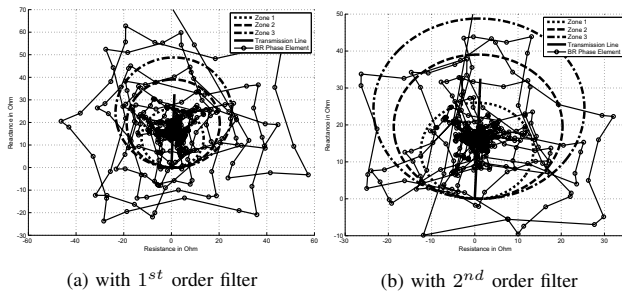 70
60
50
40
30
20
10
0
-10
-20
-30
-60
-40
-20
0
20
40
60
Reactance in Ohm
Resistance in Ohm
Zone 1
Zone 2
Zone 3
Transmission Line
BR Phase Element
(a) with 1st order filter
50
40
30
20
10
0
-10
-30
-20
-10
0
10
20
30
Reactance in Ohm
Resistance in Ohm
Zone 1
Zone 2
Zone 3
Transmission Line
BR Phase Element
(b) with 2nd order filter